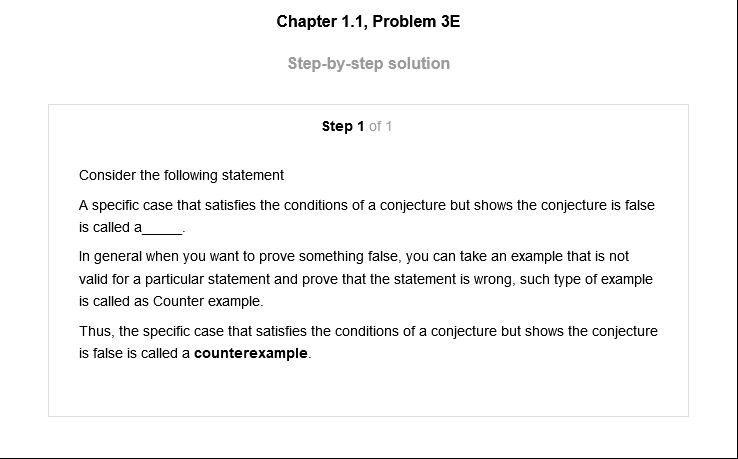 Chapter 1.1, Problem 3E
Step-by-step solution
Step 1 of 1
Consider the following statement
A specific case that satisfies the conditions of a conjecture but shows the conjecture is false
is called a_____.
In general when you want to prove something false, you can take an example that is not
valid for a particular statement and prove that the statement is wrong, such type of example
is called as Counter example.
Thus, the specific case that satisfies the conditions of a conjecture but shows the conjecture
is false is called a counterexample.